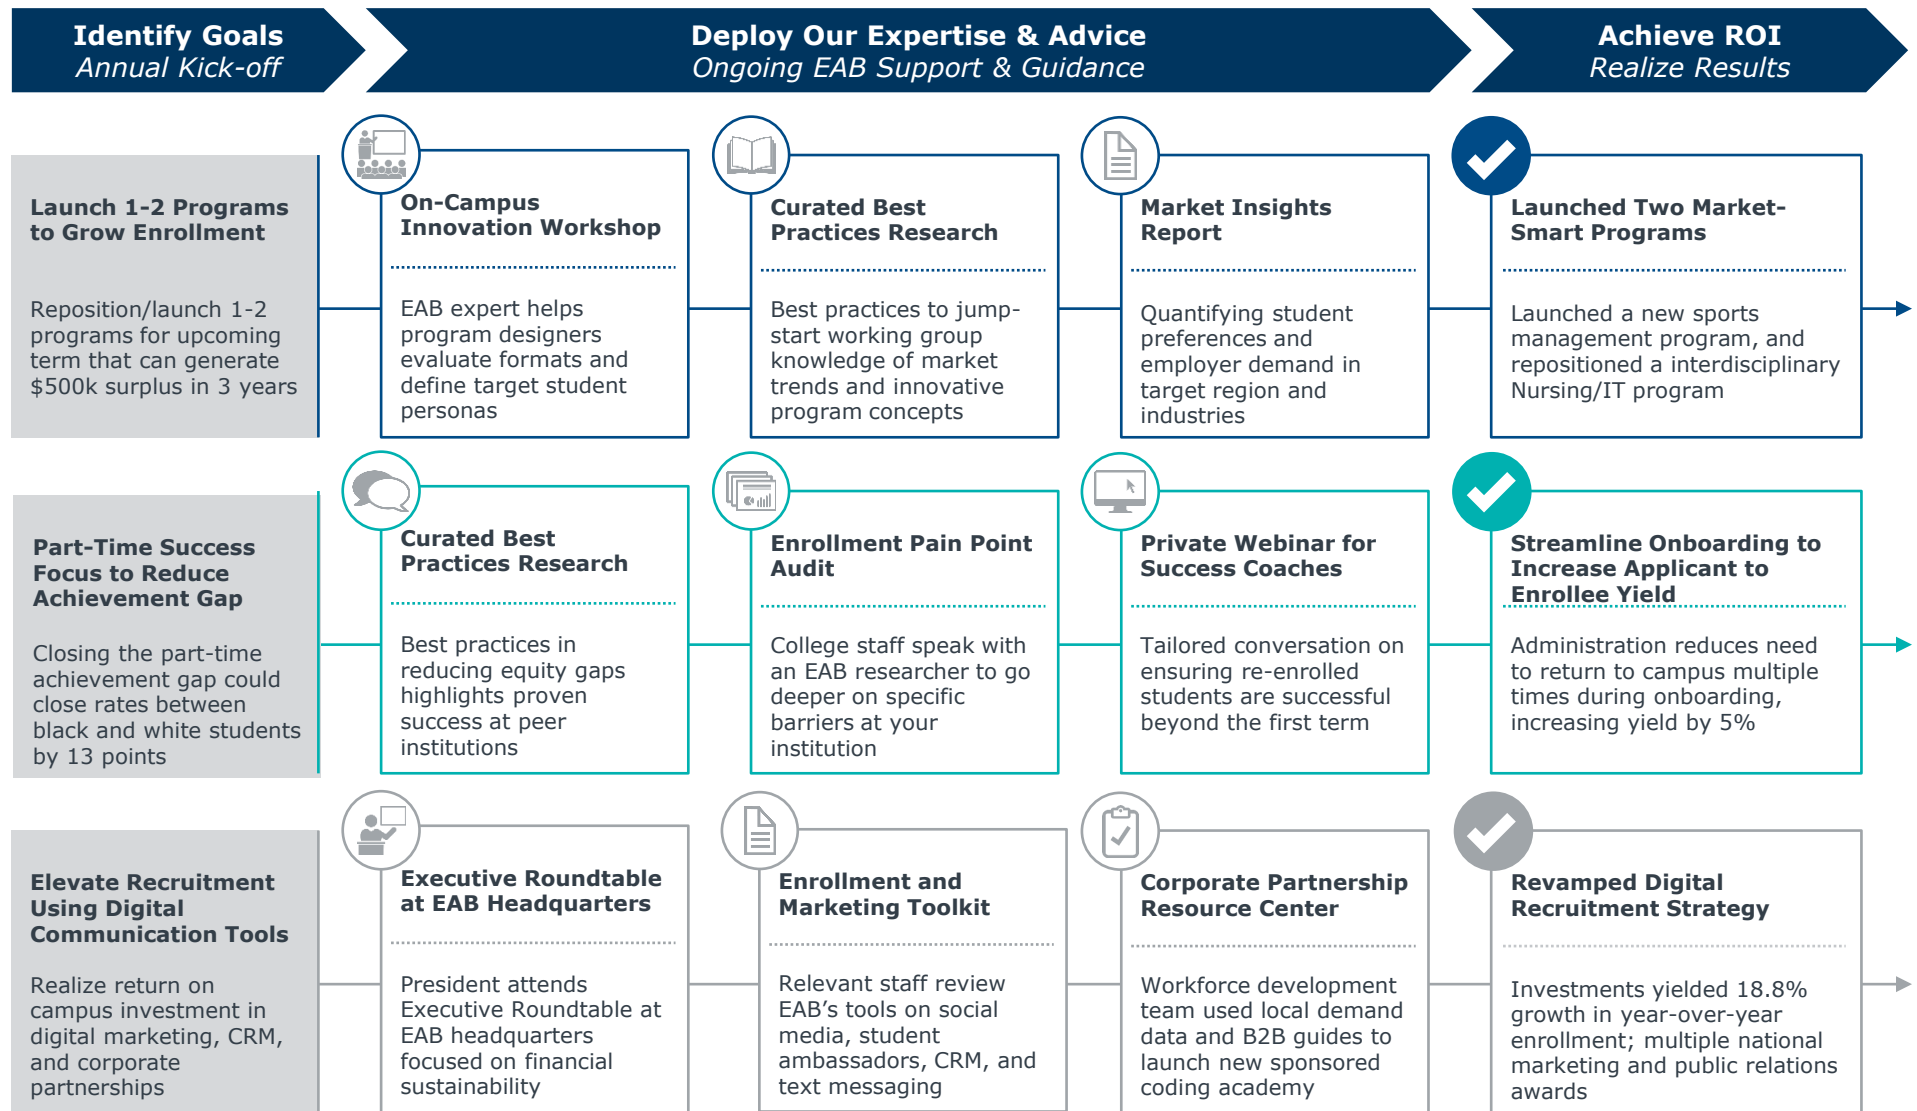 Identify Goals
Annual Kick-off
Deploy Our Expertise & Advice
Ongoing EAB Support & Guidance
Achieve ROI
Realize Results
Launch 1-2 Programs
to Grow Enrollment
Reposition/launch 1-2
programs for upcoming
term that can generate
$500k surplus in 3 years
On-Campus
Innovation Workshop
EAB expert helps
program designers
evaluate formats and
define target student
personas
Curated Best
Practices Research
Best practices to jump-
start working group
knowledge of market
trends and innovative
program concepts
Market Insights
Report
Quantifying student
preferences and
employer demand in
target region and
industries
Launched Two Market-
Smart Programs
Launched a new sports
management program, and
repositioned a interdisciplinary
Nursing/IT program
Part-Time Success
Focus to Reduce
Achievement Gap
Closing the part-time
achievement gap could
close rates between
black and white students
by 13 points
Curated Best
Practices Research
Best practices in
reducing equity gaps
highlights proven
success at peer
institutions
Enrollment Pain Point
Audit
College staff speak with
an EAB researcher to go
deeper on specific
barriers at your
institution
Private Webinar for
Success Coaches
Tailored conversation on
ensuring re-enrolled
students are successful
beyond the first term
Streamline Onboarding to
Increase Applicant to
Enrollee Yield
Administration reduces need
to return to campus multiple
times during onboarding,
increasing yield by 5%
Elevate Recruitment
Using Digital
Communication Tools
Realize return on
campus investment in
digital marketing, CRM,
and corporate
partnerships
Executive Roundtable
at EAB Headquarters
President attends
Executive Roundtable at
EAB headquarters
focused on financial
sustainability
Enrollment and
Marketing Toolkit
Relevant staff review
EAB’s tools on social
media, student
ambassadors, CRM, and
text messaging
Corporate Partnership
Resource Center
Workforce development
team used local demand
data and B2B guides to
launch new sponsored
coding academy
Revamped Digital
Recruitment Strategy
Investments yielded 18.8%
growth in year-over-year
enrollment; multiple national
marketing and public relations
awards